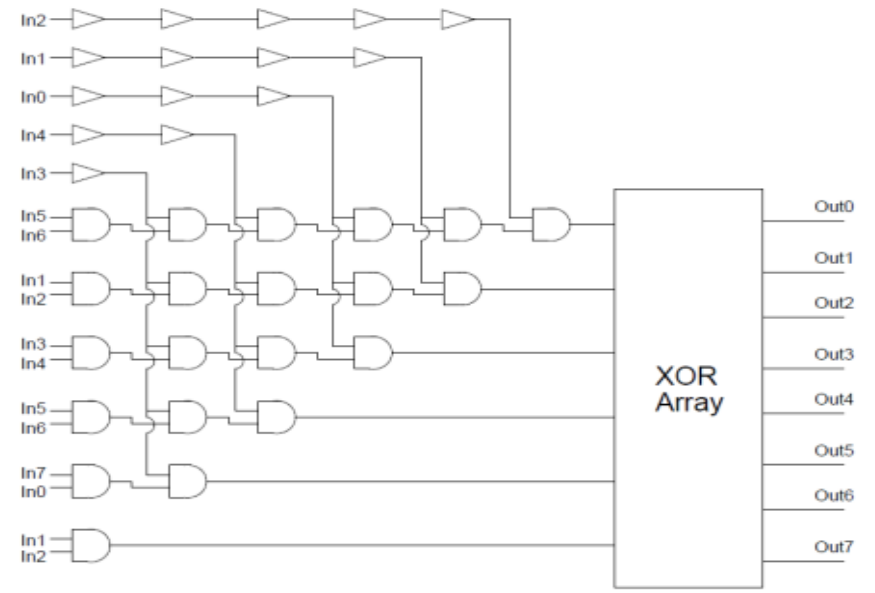 In2
In1
In0
In4
In3
In5
In6
In1
In2
In3
In4
In5
In6
In7
In0
In1
In2
XOR
Array
Out0
Out1
Out2
Out3
Out4
Out5
Out6
Out7